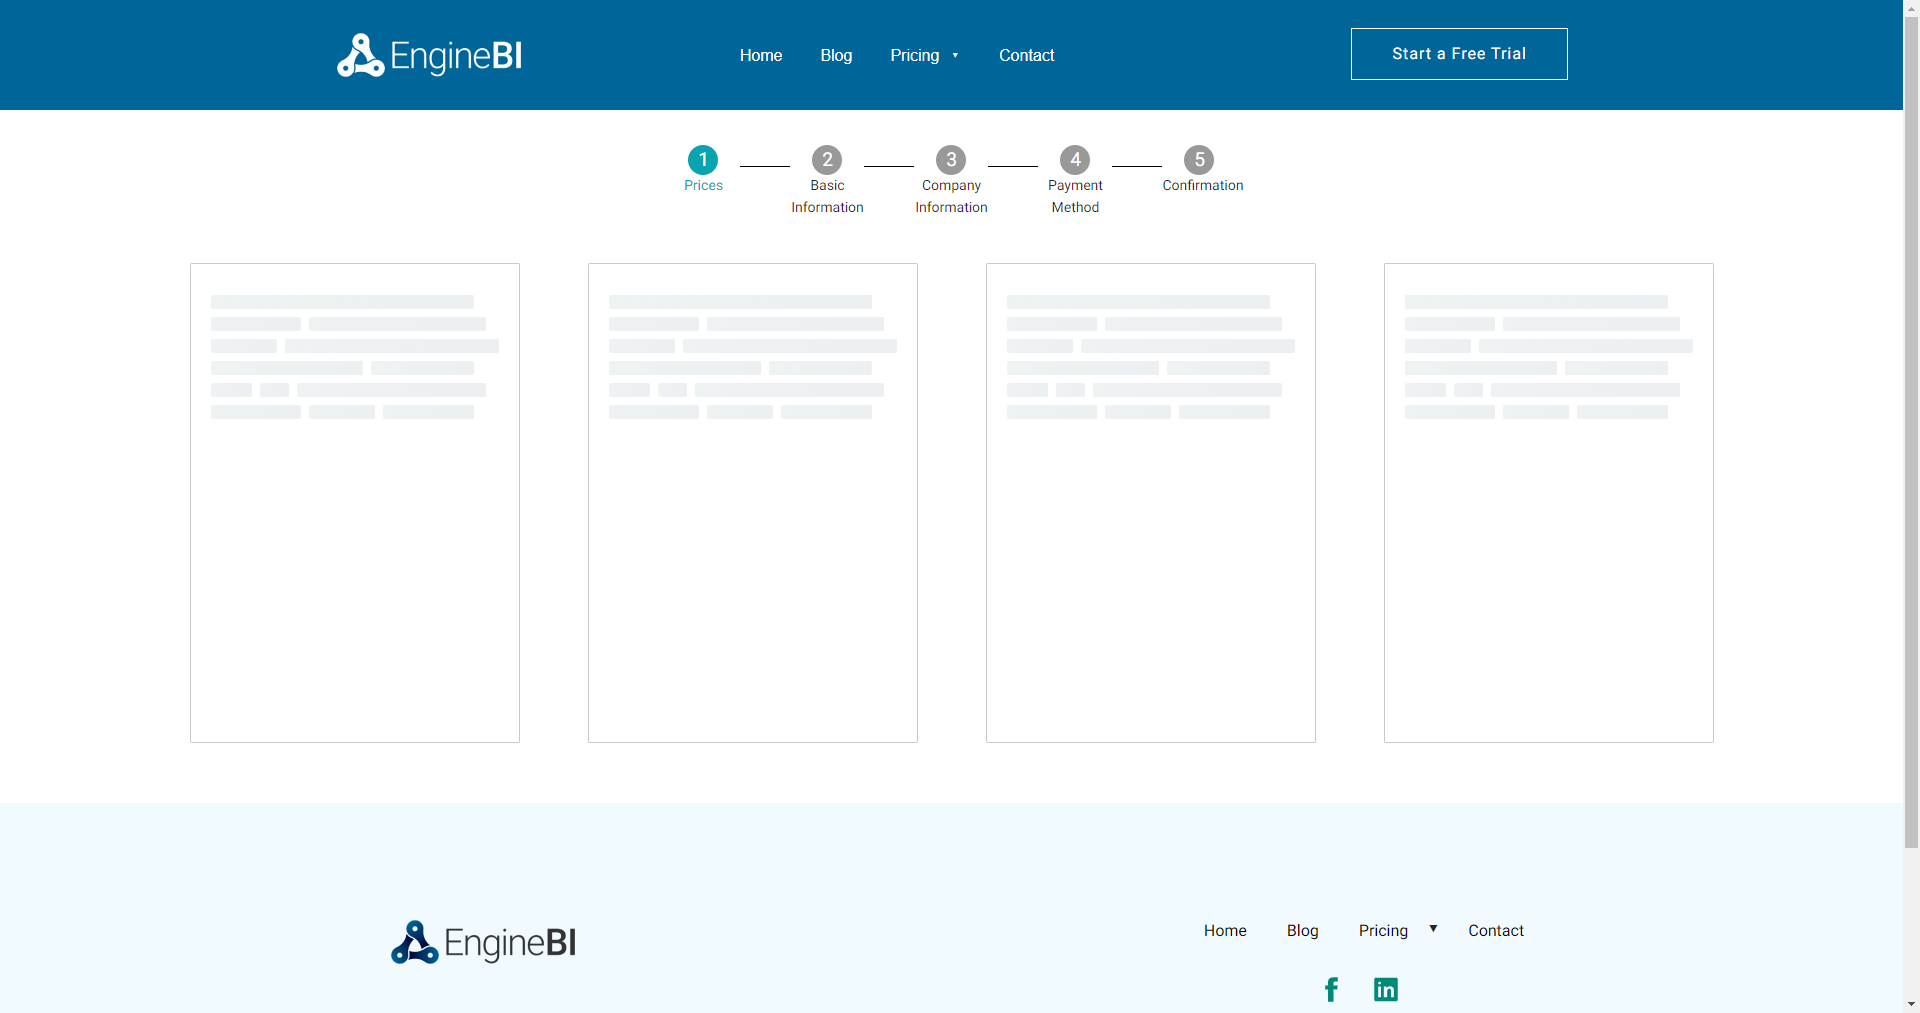 EngineBI
Home Blog Pricing ▼ Contact
Start a Free Trial
1 2 3 4 5
Prices Basic Information Company Information Payment Method Confirmation
EngineBI
Home Blog Pricing ▼ Contact
f in